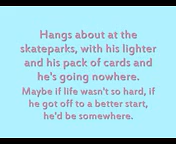 Hangs about at the
skateparks, with his lighter
and his pack of cards and
he's going nowhere.
Maybe if life wasn't so hard, if
he got off to a better start,
he'd be somewhere.